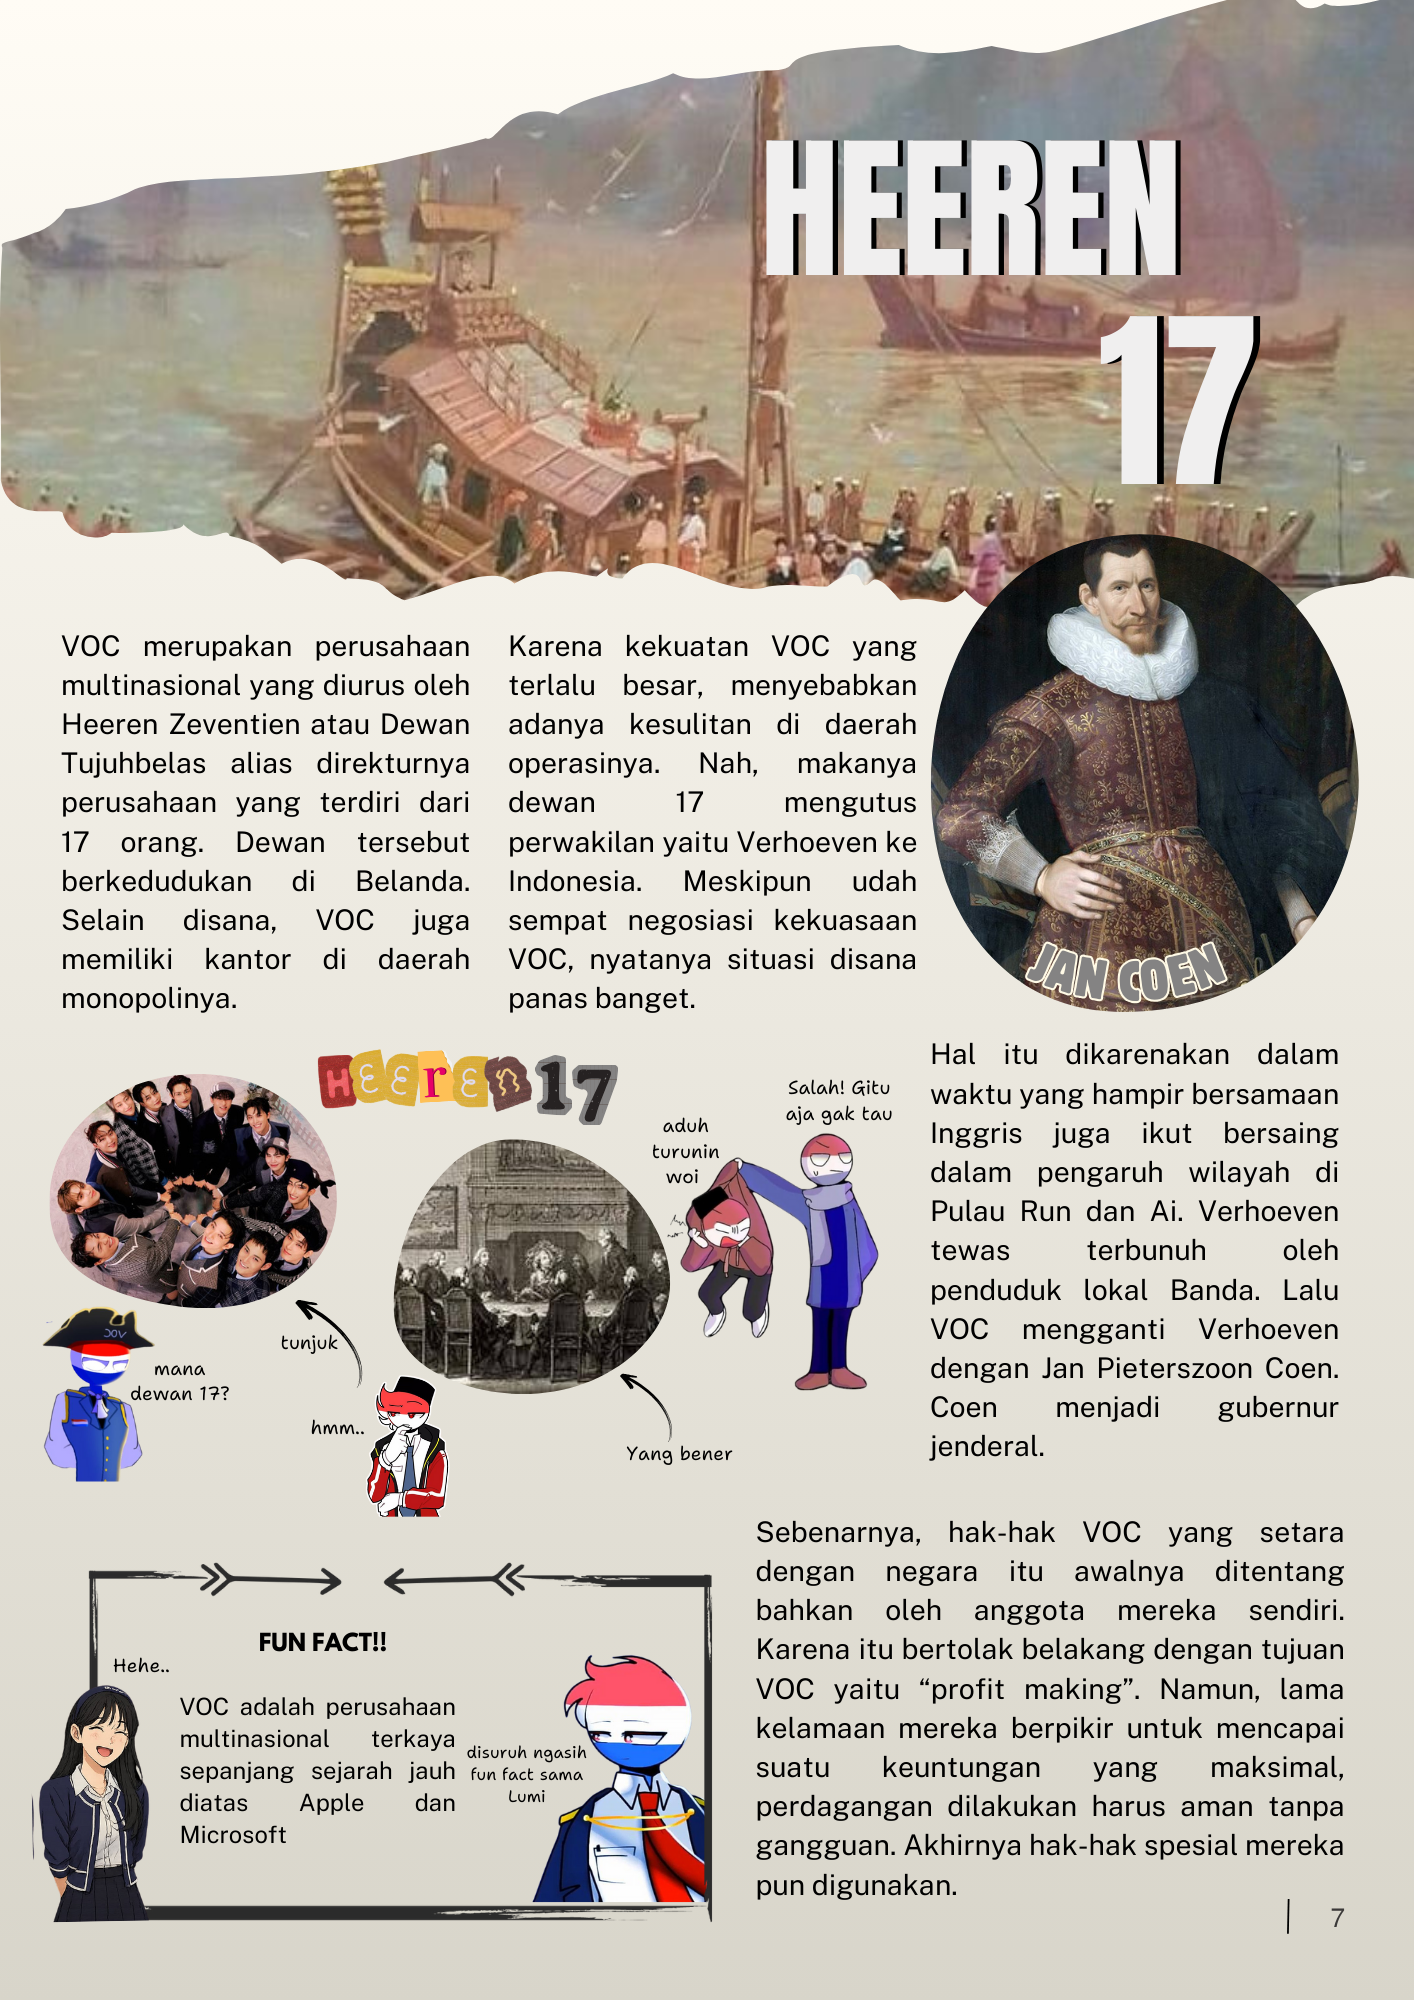 HEEREN
17
VOC merupakan perusahaan
multinasional yang diurus oleh
Heeren Zeventien atau Dewan
Tujuhbelas alias direkturnya
perusahaan yang terdiri dari
17 orang. Dewan tersebut
berkedudukan di Belanda.
Selain disana, VOC juga
memiliki kantor di daerah
monopolinya.
Karena kekuatan VOC yang
terlalu besar, menyebabkan
adanya kesulitan di daerah
operasinya. Nah, makanya
dewan 17 mengutus
perwakilan yaitu Verhoeven ke
Indonesia. Meskipun udah
sempat negosiasi kekuasaan
VOC, nyatanya situasi disana
panas banget.
JAN COEN
Hal itu dikarenakan dalam
waktu yang hampir bersamaan
Inggris juga ikut bersaing
dalam pengaruh wilayah di
Pulau Run dan Ai. Verhoeven
tewas terbunuh oleh
penduduk lokal Banda. Lalu
VOC mengganti Verhoeven
dengan Jan Pieterszoon Coen.
Coen menjadi gubernur
jenderal.
HEEren 17
Salah! Gitu
aja gak tau
aduh
turunin
woi
tunjuk
VOC
mana
dewan 17?
hmm..
Yang bener
Sebenarnya, hak-hak VOC yang setara
dengan negara itu awalnya ditentang
bahkan oleh anggota mereka sendiri.
Karena itu bertolak belakang dengan tujuan
VOC yaitu “profit making”. Namun, lama
kelamaan mereka berpikir untuk mencapai
suatu keuntungan yang maksimal,
perdagangan dilakukan harus aman tanpa
gangguan. Akhirnya hak-hak spesial mereka
pun digunakan.
FUN FACT!!
Hehe..
VOC adalah perusahaan
multinasional terkaya
sepanjang sejarah jauh
diatas Apple dan
Microsoft
disuruh ngasih
fun fact sama
Lumi
7